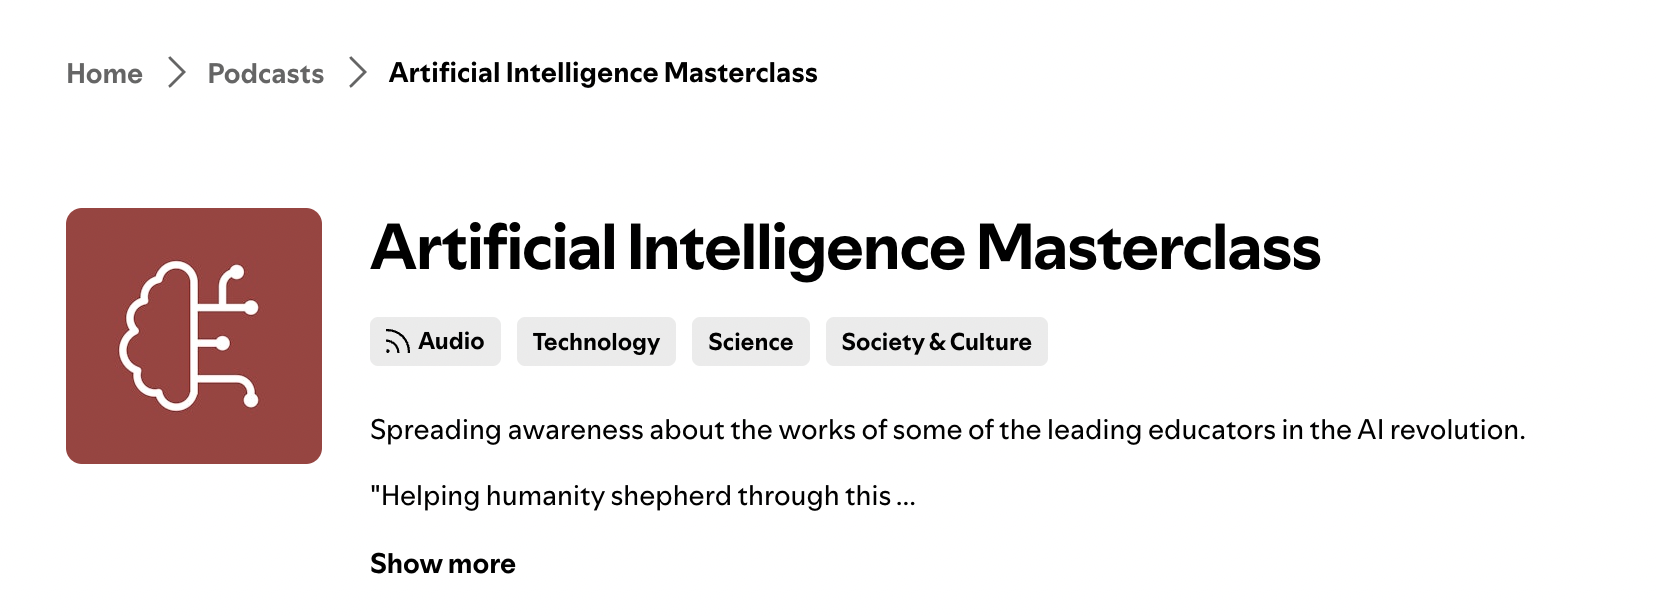 Home
Podcasts
Artificial Intelligence Masterclass
Artificial Intelligence Masterclass
Audio
Technology
Science
Society & Culture
Spreading awareness about the works of some of the leading educators in the AI revolution.
"Helping humanity shepherd through this ...
Show more